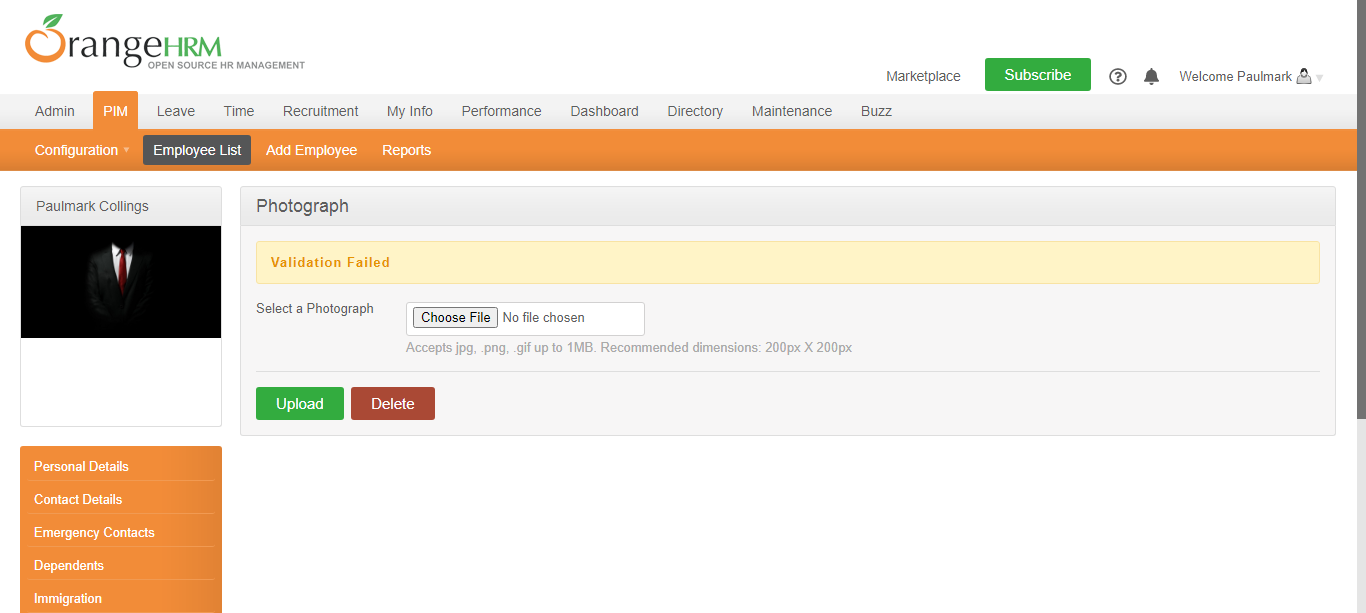 OrangeHRM
OPEN SOURCE HR MANAGEMENT
Marketplace Subscribe ? Welcome Paulmark
Admin PIM Leave Time Recruitment My Info Performance Dashboard Directory Maintenance Buzz
Configuration Employee List Add Employee Reports
Paulmark Collings
Photograph
Validation Failed
Select a Photograph Choose File No file chosen
Accepts jpg, .png, .gif up to 1MB. Recommended dimensions: 200px X 200px
Upload Delete
Personal Details
Contact Details
Emergency Contacts
Dependents
Immigration